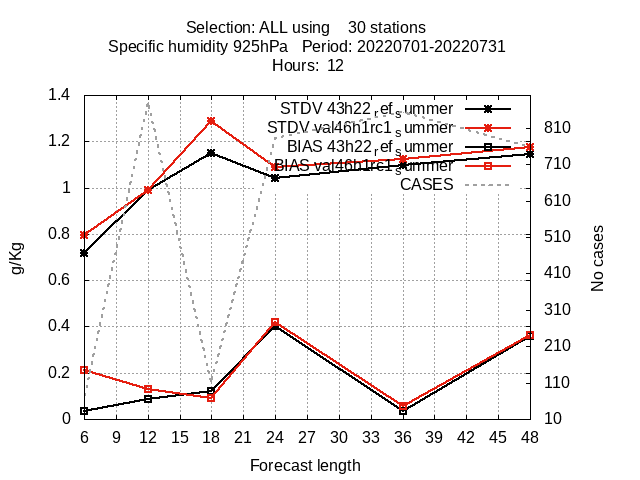 Selection: ALL using    30 stations
Specific humidity 925hPa   Period: 20220701-20220731
Hours:  12
STDV 43h22_ref_summer
STDV val46h1rc1_summer
BIAS 43h22_ref_summer
BIAS val46h1rc1_summer
CASES
1.4
1.2
1
0.8
0.6
0.4
0.2
0
810
710
610
510
410
310
210
110
10
g/Kg
No cases
6 9 12 15 18 21 24 27 30 33 36 39 42 45 48
Forecast length